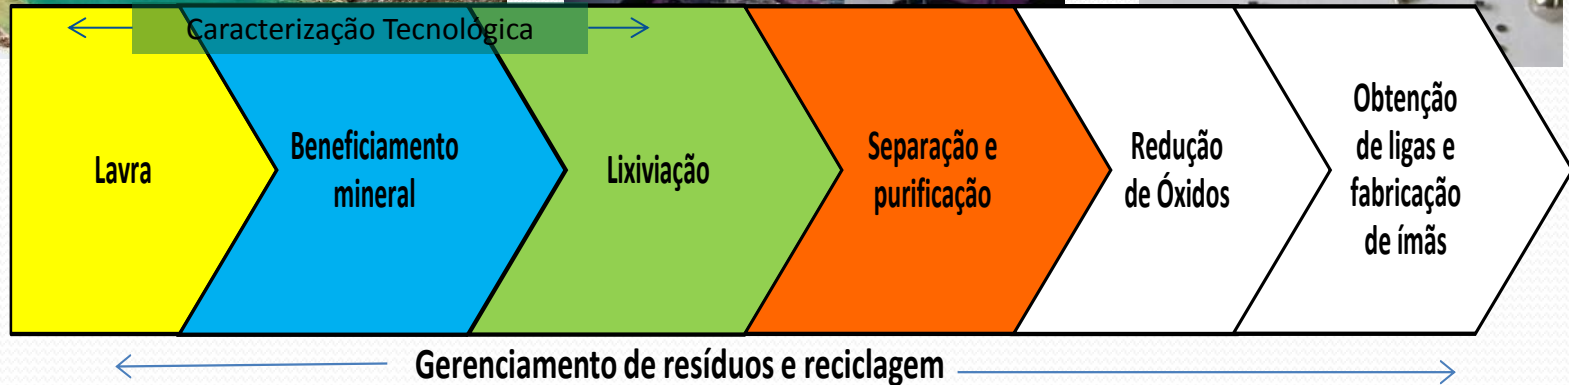 Caracterização Tecnológica
Lavra
Beneficiamento
mineral
Lixiviação
Separação e
purificação
Redução
de Óxidos
Obtenção
de ligas e
fabricação
de ímãs
Gerenciamento de resíduos e reciclagem